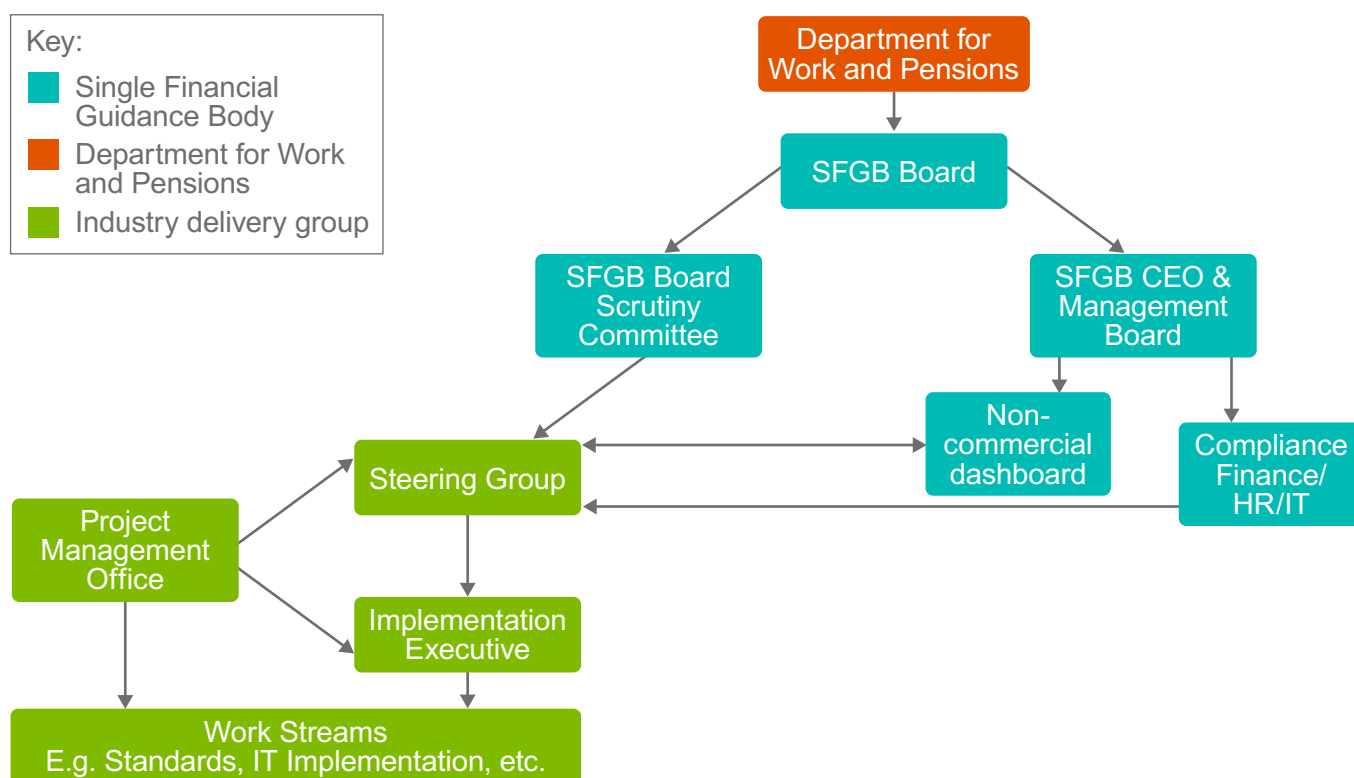 Key:
Single Financial
Guidance Body
Department for Work
and Pensions
Industry delivery group
Department for
Work and Pensions
SFGB Board
SFGB Board
Scrutiny
Committee
SFGB CEO &
Management
Board
Non-
commercial
dashboard
Compliance
Finance/
HR/IT
Steering Group
Project
Management
Office
Implementation
Executive
Work Streams
E.g. Standards, IT Implementation, etc.